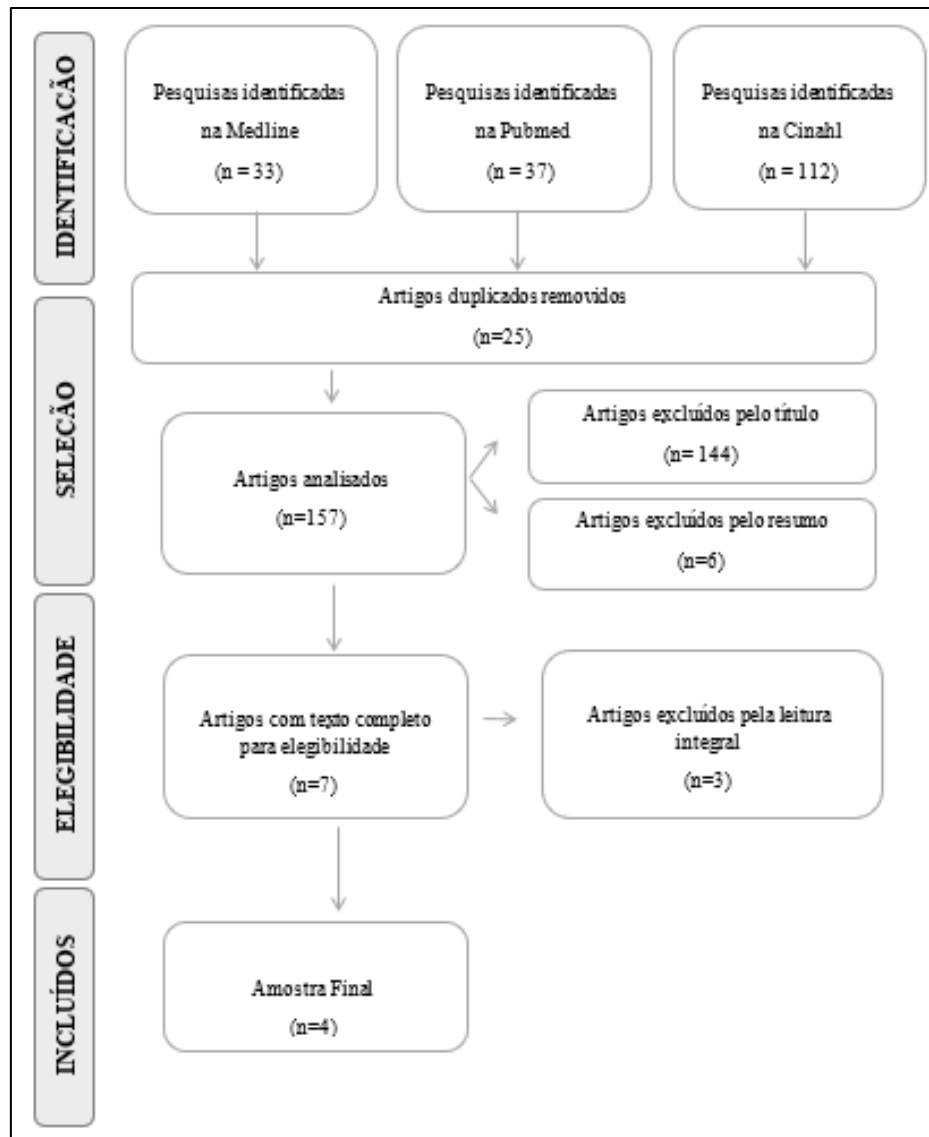 IDENTIFICAÇÃO
Pesquisas identificadas
na Medline
(n = 33)
Pesquisas identificadas
na Pubmed
(n = 37)
Pesquisas identificadas
na Cinahl
(n = 112)
SELEÇÃO
Artigos duplicados removidos
(n=25)
Artigos analisados
(n=157)
Artigos excluídos pelo título
(n= 144)
Artigos excluídos pelo resumo
(n=6)
ELEGIBILIDADE
Artigos com texto completo
para elegibilidade
(n=7)
Artigos excluídos pela leitura
integral
(n=3)
INCLUÍDOS
Amostra Final
(n=4)